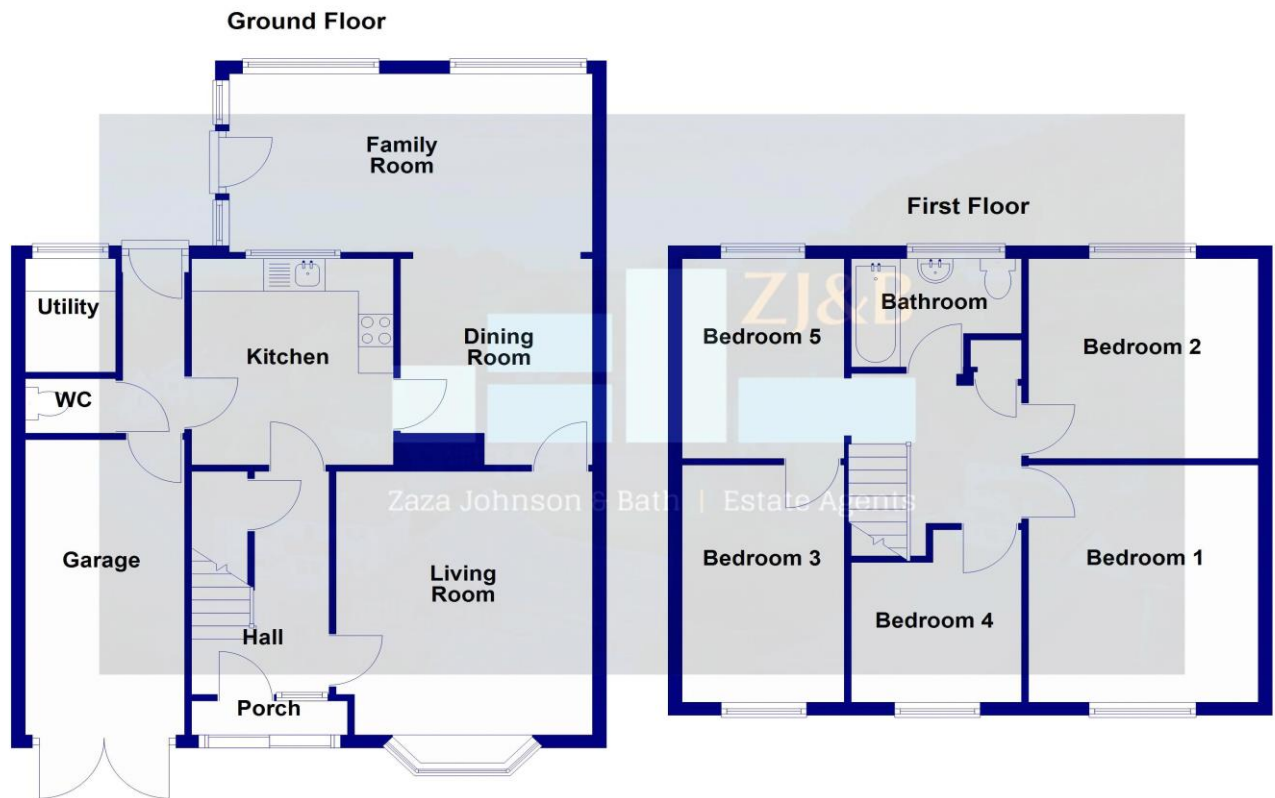 Ground Floor
Family
Room
First Floor
Utility
Kitchen
Dining
Room
Bedroom 5
ZJ&B
Bathroom
Bedroom 2
WC
Zaza Johnson & Bath | Estate Agents
Garage
Living
Room
Bedroom 3
Bedroom 1
Hall
Bedroom 4
Porch